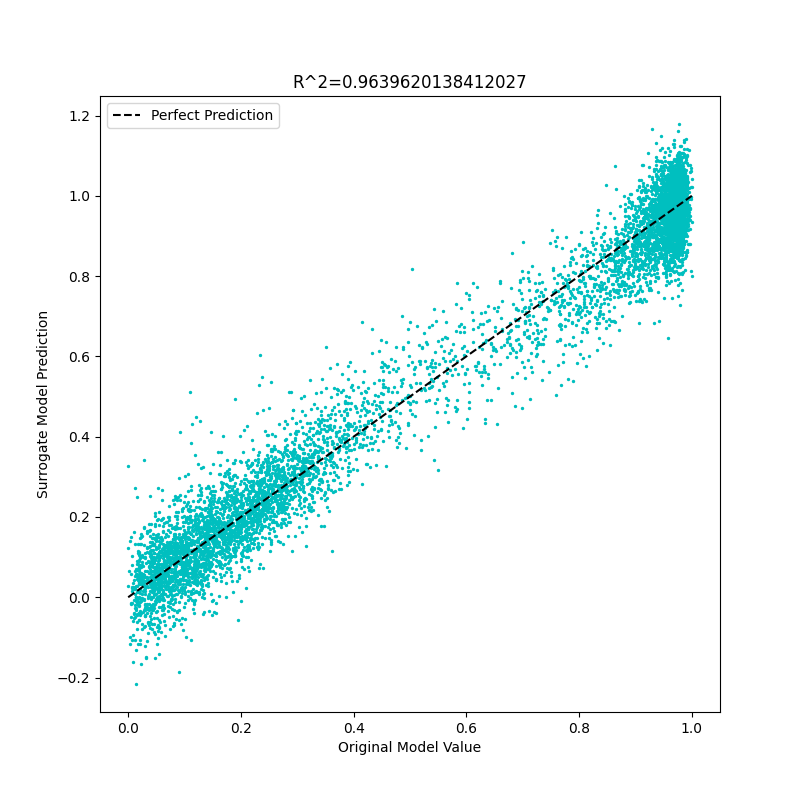 R^2=0.9639620138412027
Perfect Prediction
Surrogate Model Prediction
1.2
1.0
0.8
0.6
0.4
0.2
0.0
−0.2
0.0 0.2 0.4 0.6 0.8 1.0
Original Model Value